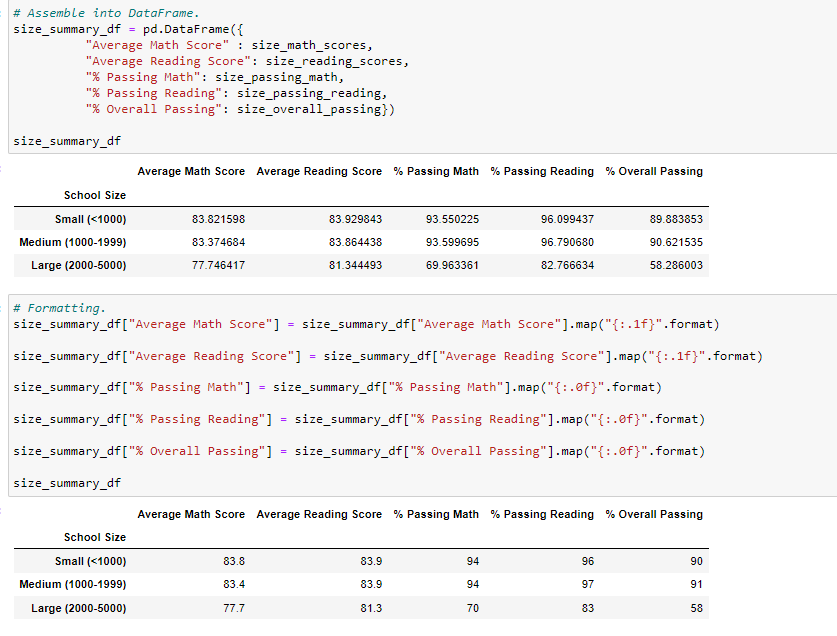 # Assemble into DataFrame.
size_summary_df = pd.DataFrame({
"Average Math Score" : size_math_scores,
"Average Reading Score": size_reading_scores,
"% Passing Math": size_passing_math,
"% Passing Reading": size_passing_reading,
"% Overall Passing": size_overall_passing})
size_summary_df
Average Math Score Average Reading Score % Passing Math % Passing Reading % Overall Passing
School Size
Small (<1000) 83.821598 83.929843 93.550225 96.099437 89.883853
Medium (1000-1999) 83.374684 83.864438 93.599695 96.790680 90.621535
Large (2000-5000) 77.746417 81.344493 69.963361 82.766634 58.286003
# Formatting.
size_summary_df["Average Math Score"] = size_summary_df["Average Math Score"].map("{:.1f}".format)
size_summary_df["Average Reading Score"] = size_summary_df["Average Reading Score"].map("{:.1f}".format)
size_summary_df["% Passing Math"] = size_summary_df["% Passing Math"].map("{:.0f}".format)
size_summary_df["% Passing Reading"] = size_summary_df["% Passing Reading"].map("{:.0f}".format)
size_summary_df["% Overall Passing"] = size_summary_df["% Overall Passing"].map("{:.0f}".format)
size_summary_df
Average Math Score Average Reading Score % Passing Math % Passing Reading % Overall Passing
School Size
Small (<1000) 83.8 83.9 94 96 90
Medium (1000-1999) 83.4 83.9 94 97 91
Large (2000-5000) 77.7 81.3 70 83 58